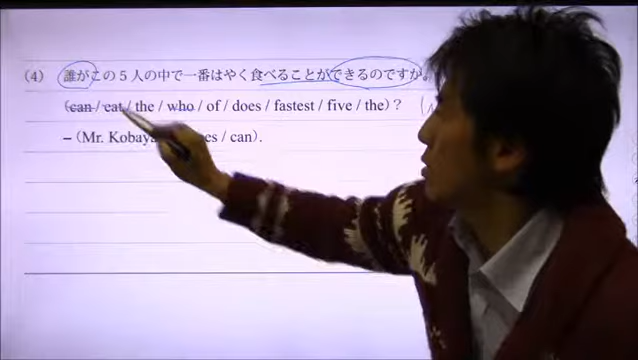 (4) 誰がこの5人の中で一番はやく食べることができるのですか。
(can / eat / the / who / of / does / fastest / five / the)?
– (Mr. / can).